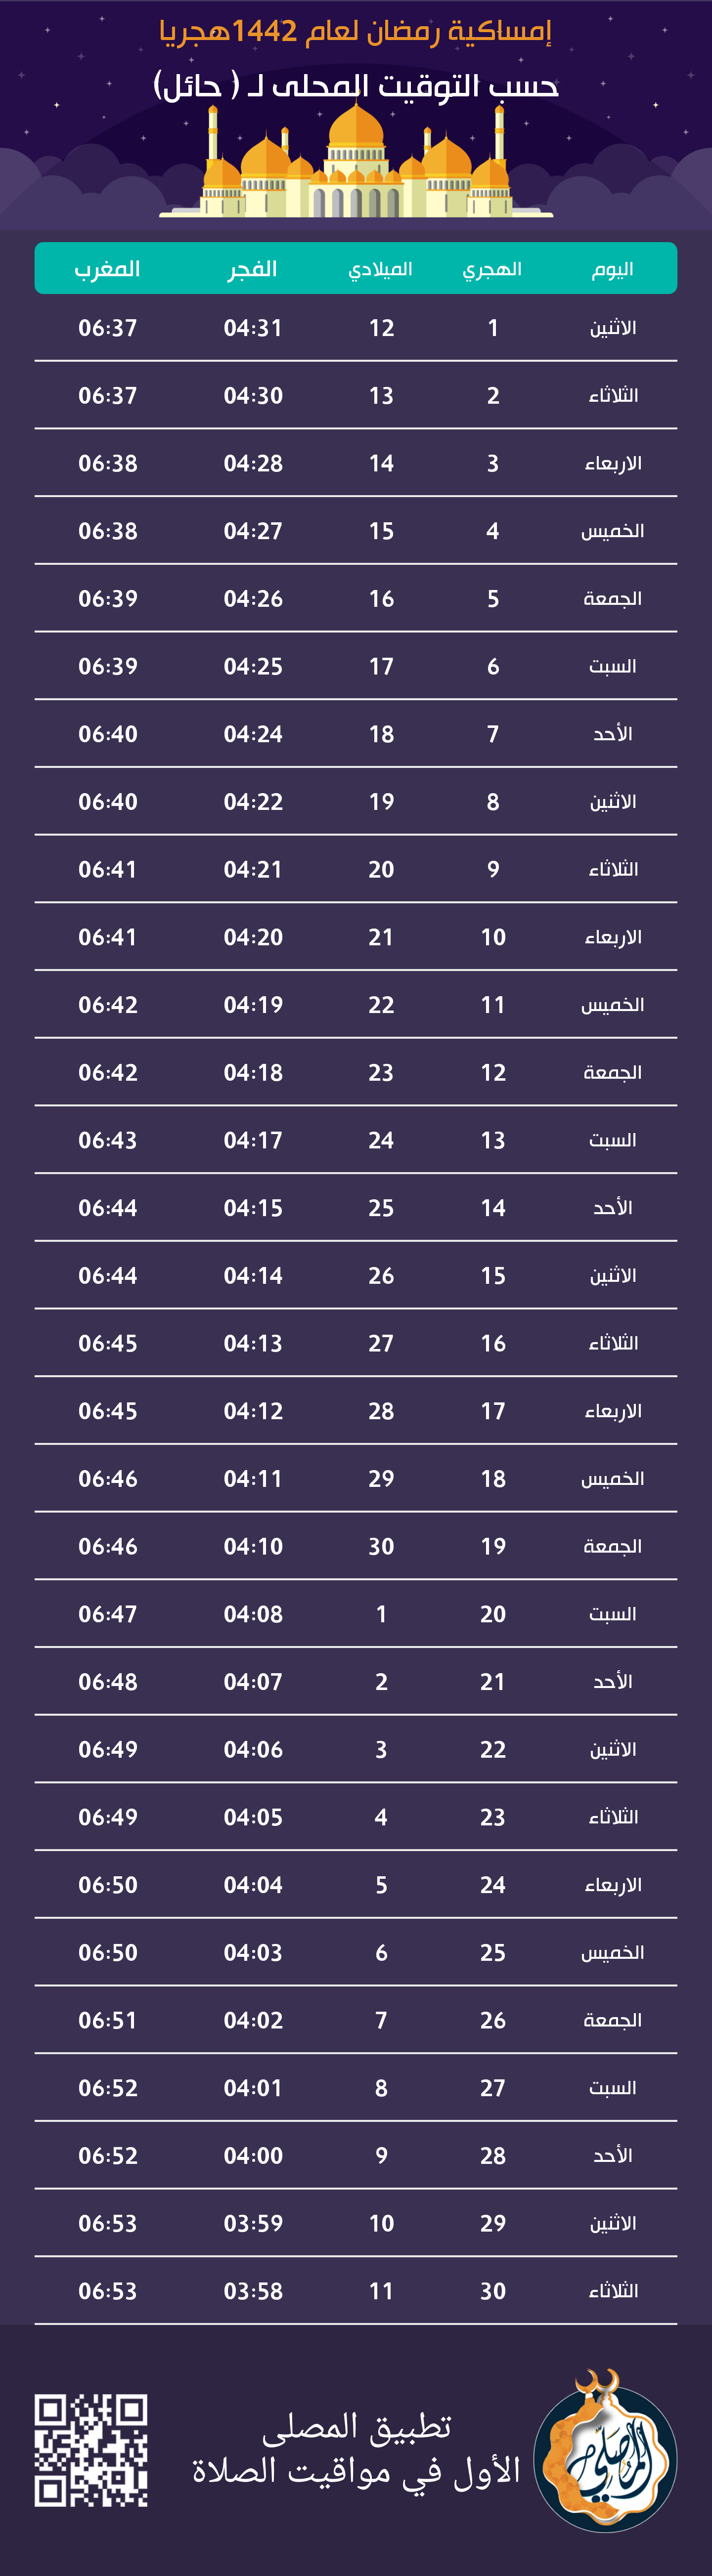 إمساكية رمضان لعام 1442هجريا
حسب التوقيت المحلى لـ ( حائل)
اليوم الهجري الميلادي الفجر المغرب
الاثنين 1 12 04:31 06:37
الثلاثاء 2 13 04:30 06:37
الاربعاء 3 14 04:28 06:38
الخميس 4 15 04:27 06:38
الجمعة 5 16 04:26 06:39
السبت 6 17 04:25 06:39
الأحد 7 18 04:24 06:40
الاثنين 8 19 04:22 06:40
الثلاثاء 9 20 04:21 06:41
الاربعاء 10 21 04:20 06:41
الخميس 11 22 04:19 06:42
الجمعة 12 23 04:18 06:42
السبت 13 24 04:17 06:43
الأحد 14 25 04:15 06:44
الاثنين 15 26 04:14 06:44
الثلاثاء 16 27 04:13 06:45
الاربعاء 17 28 04:12 06:45
الخميس 18 29 04:11 06:46
الجمعة 19 30 04:10 06:46
السبت 20 1 04:08 06:47
الأحد 21 2 04:07 06:48
الاثنين 22 3 04:06 06:49
الثلاثاء 23 4 04:05 06:49
الاربعاء 24 5 04:04 06:50
الخميس 25 6 04:03 06:50
الجمعة 26 7 04:02 06:51
السبت 27 8 04:01 06:52
الأحد 28 9 04:00 06:52
الاثنين 29 10 03:59 06:53
الثلاثاء 30 11 03:58 06:53
المصلى
تطبيق المصلى
الأول في مواقيت الصلاة